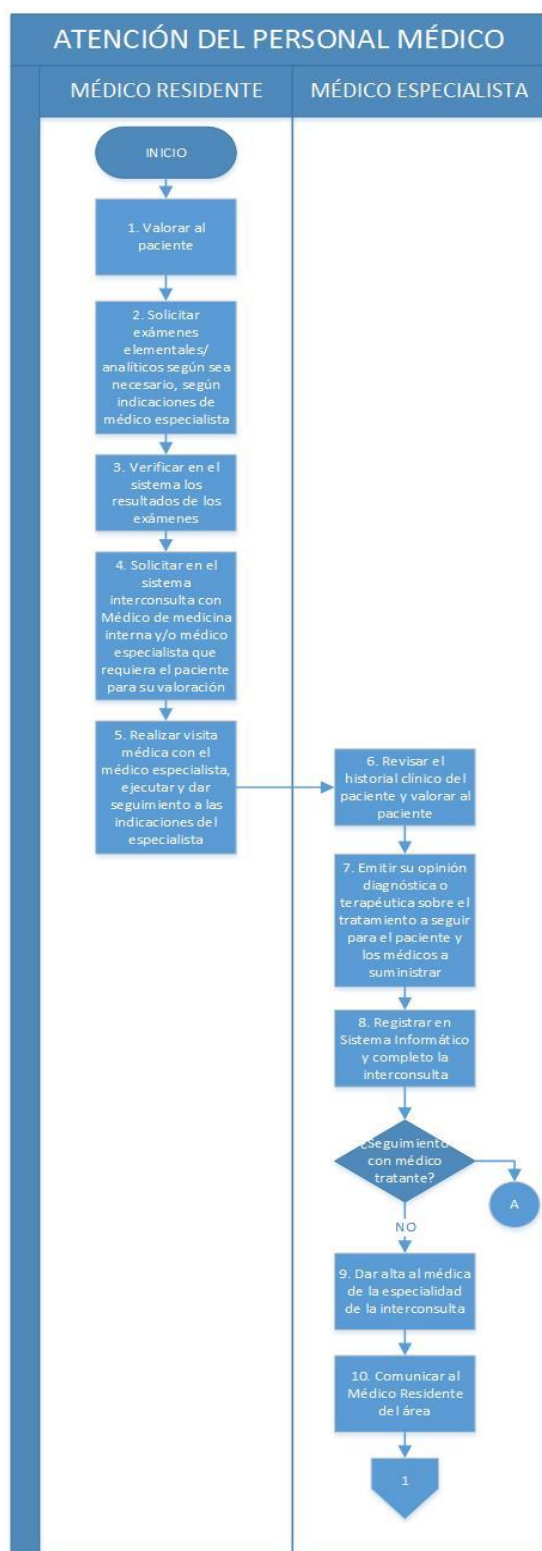 ATENCIÓN DEL PERSONAL MÉDICO
MÉDICO RESIDENTE
MÉDICO ESPECIALISTA
INICIO
1. Valorar al
paciente
2. Solicitar
exámenes
elementales/
analíticos según sea
necesario, según
indicaciones de
médico especialista
3. Verificar en el
sistema los
resultados de los
exámenes
4. Solicitar en el
sistema
interconsulta con
Médico de medicina
interna y/o médico
especialista que
requiera el paciente
para su valoración
5. Realizar visita
médica con el
médico especialista,
ejecutar y dar
seguimiento a las
indicaciones del
especialista
6. Revisar el
historial clínico del
paciente y valorar al
paciente
7. Emitir su opinión
diagnóstica o
terapéutica sobre el
tratamiento a seguir
para el paciente y
los médicos a
suministrar
8. Registrar en
Sistema Informático
y completo la
interconsulta
¿Seguimiento
con médico
tratante?
A
NO
9. Dar alta al médica
de la especialidad
de la interconsulta
10. Comunicar al
Médico Residente
del área
1